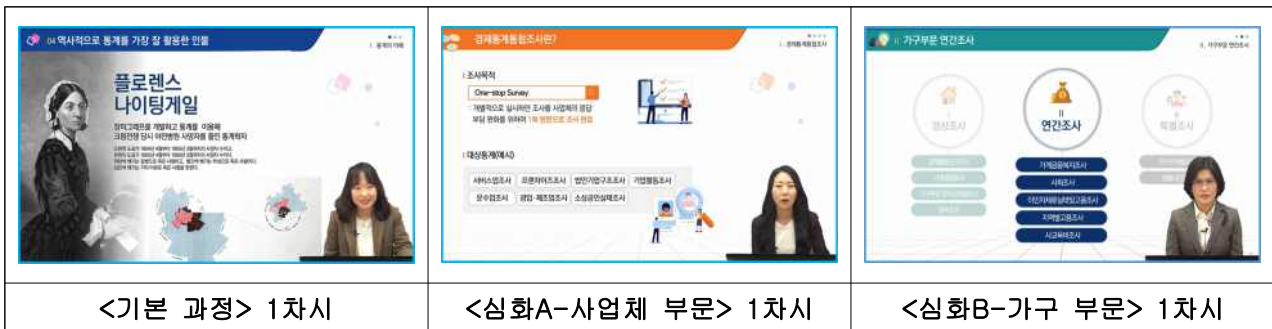 04 역사적으로 통계를 가장 잘 활용한 인물
I. 통계의 이해
플로렌스
나이팅게일
장미그래프를 개발하고 통계를 이용해
크림전쟁 당시 야전병원 사망자를 줄인 통계학자
경제통계통합조사란?
I. 경제통계통합조사
조사목적
One-stop Survey
개별적으로 실시하던 조사를 사업체의 응답
부담 완화를 위하여 1회 방문으로 조사 완료
대상통계(예시)
서비스업조사 프랜차이즈조사 법인기업구조조사 기업활동조사
운수업조사 광업·제조업조사 소상공인실태조사
II 가구부문 연간조사
II. 가구부문 연간조사
경상조사
II
연간조사
특별조사
가계금융복지조사
사회조사
이민자체류실태및고용조사
지역별고용조사
사교육비조사
<기본 과정> 1차시
<심화A-사업체 부문> 1차시
<심화B-가구 부문> 1차시